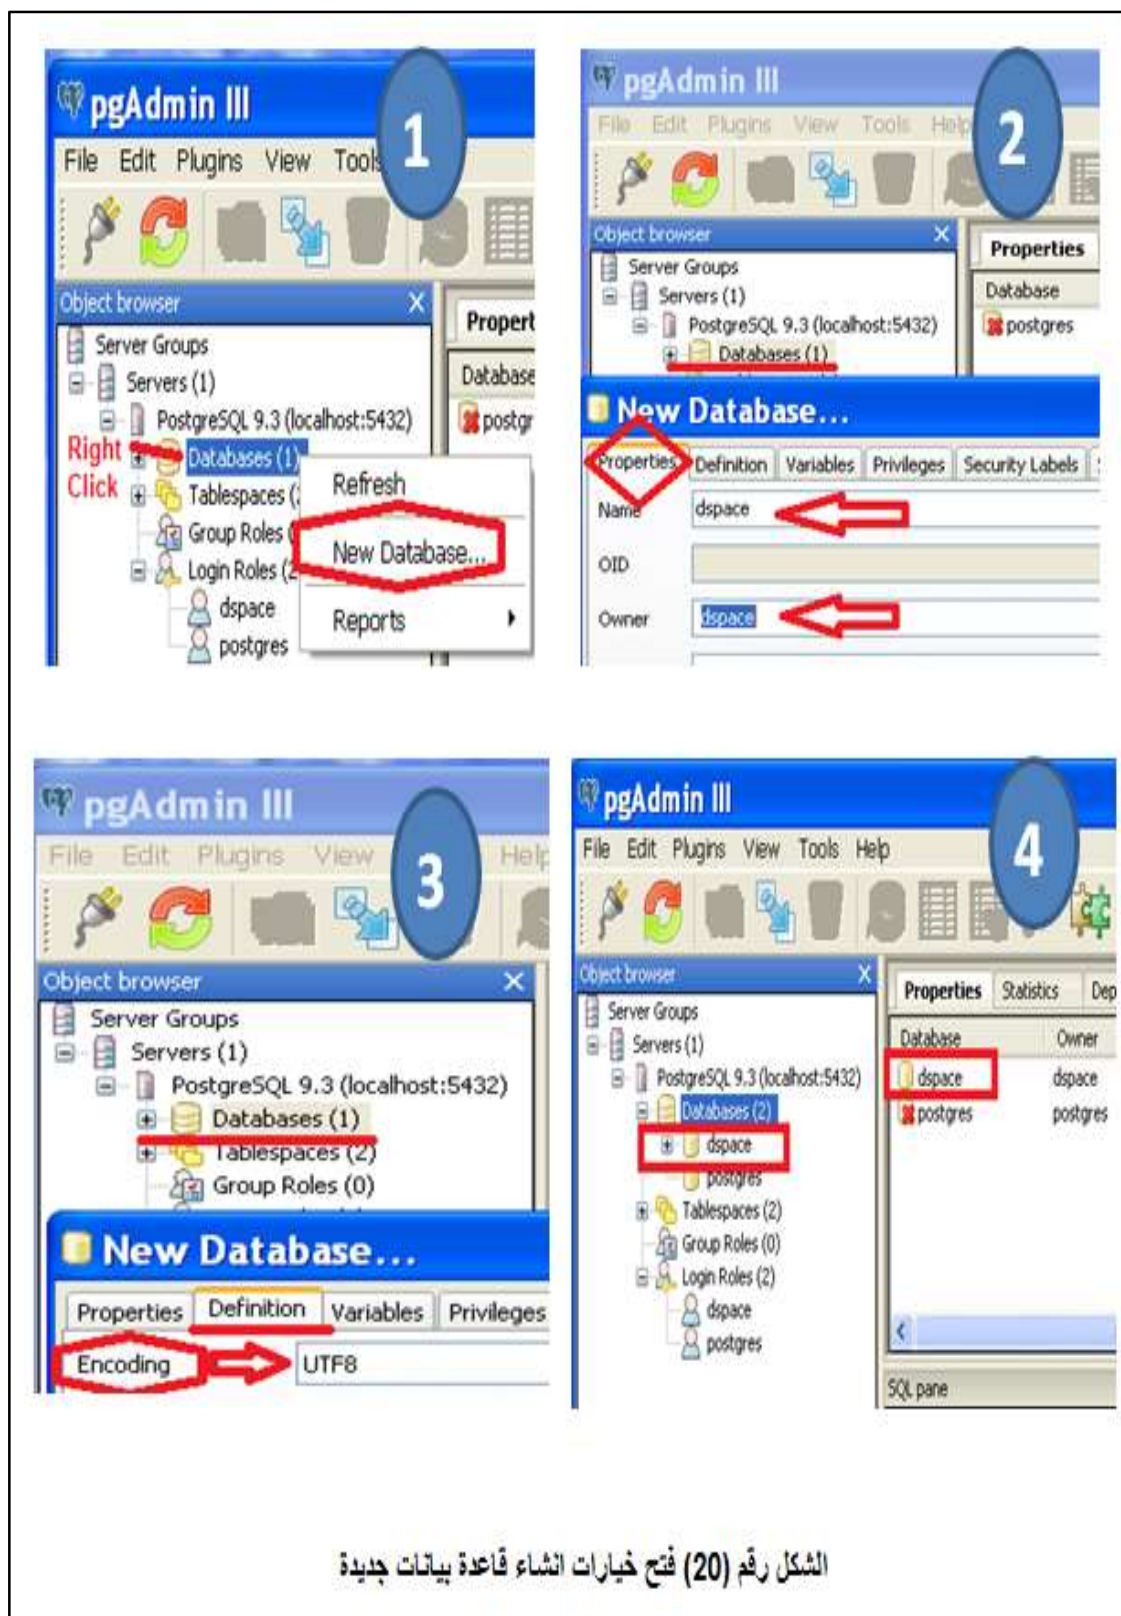 pgAdmin III
1
File Edit Plugins View Tools
Object browser X
Server Groups
Servers (1)
PostgreSQL 9.3 (localhost:5432)
Right Click
Databases (1)
Tablespaces (
Group Roles (
Login Roles (2
dspace
postgres
Refresh
New Database...
Reports
Propert
Database
postgr
pgAdmin III
2
File Edit Plugins View Tools Help
Object browser X
Server Groups
Servers (1)
PostgreSQL 9.3 (localhost:5432)
Databases (1)
Properties
Database
postgres
New Database...
Properties Definition Variables Privileges Security Labels
Name dspace
OID
Owner dspace
pgAdmin III
3
File Edit Plugins View Help
Object browser X
Server Groups
Servers (1)
PostgreSQL 9.3 (localhost:5432)
Databases (1)
Tablespaces (2)
Group Roles (0)
New Database...
Properties Definition Variables Privileges
Encoding UTF8
pgAdmin III
4
File Edit Plugins View Tools Help
Object browser X
Server Groups
Servers (1)
PostgreSQL 9.3 (localhost:5432)
Databases (2)
dspace
postgres
Tablespaces (2)
Group Roles (0)
Login Roles (2)
dspace
postgres
Properties Statistics Dep
Database Owner
dspace dspace
postgres postgres
SQL pane
الشكل رقم (20) فتح خيارات انشاء قاعدة بيانات جديدة